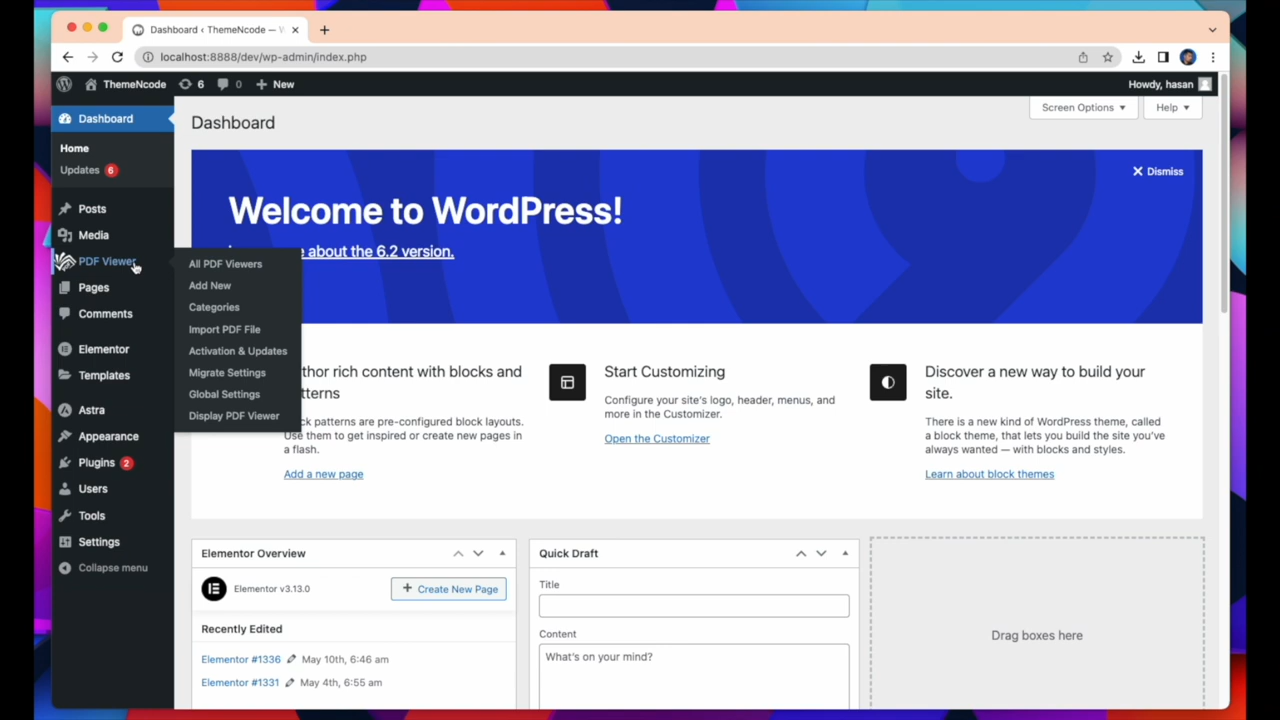 Dashboard ‹ ThemeNcode —
localhost:8888/dev/wp-admin/index.php
ThemeNcode 6 0 New
Howdy, hasan
Dashboard
Home
Updates 6
Posts
Media
PDF Viewer
Pages
Comments
Elementor
Templates
Astra
Appearance
Plugins 2
Users
Tools
Settings
Collapse menu
All PDF Viewers
Add New
Categories
Import PDF File
Activation & Updates
Migrate Settings
Global Settings
Display PDF Viewer
Dashboard
Screen Options
Help
Dismiss
Welcome to WordPress!
about the 6.2 version.
thor rich content with blocks and
tterns
ck patterns are pre-configured block layouts.
Use them to get inspired or create new pages in
a flash.
Add a new page
Start Customizing
Configure your site's logo, header, menus, and
more in the Customizer.
Open the Customizer
Discover a new way to build your
site.
There is a new kind of WordPress theme, called
a block theme, that lets you build the site you've
always wanted — with blocks and styles.
Learn about block themes
Elementor Overview
Elementor v3.13.0
+ Create New Page
Recently Edited
Elementor #1336 May 10th, 6:46 am
Elementor #1331 May 4th, 6:55 am
Quick Draft
Title
Content
What's on your mind?
Drag boxes here